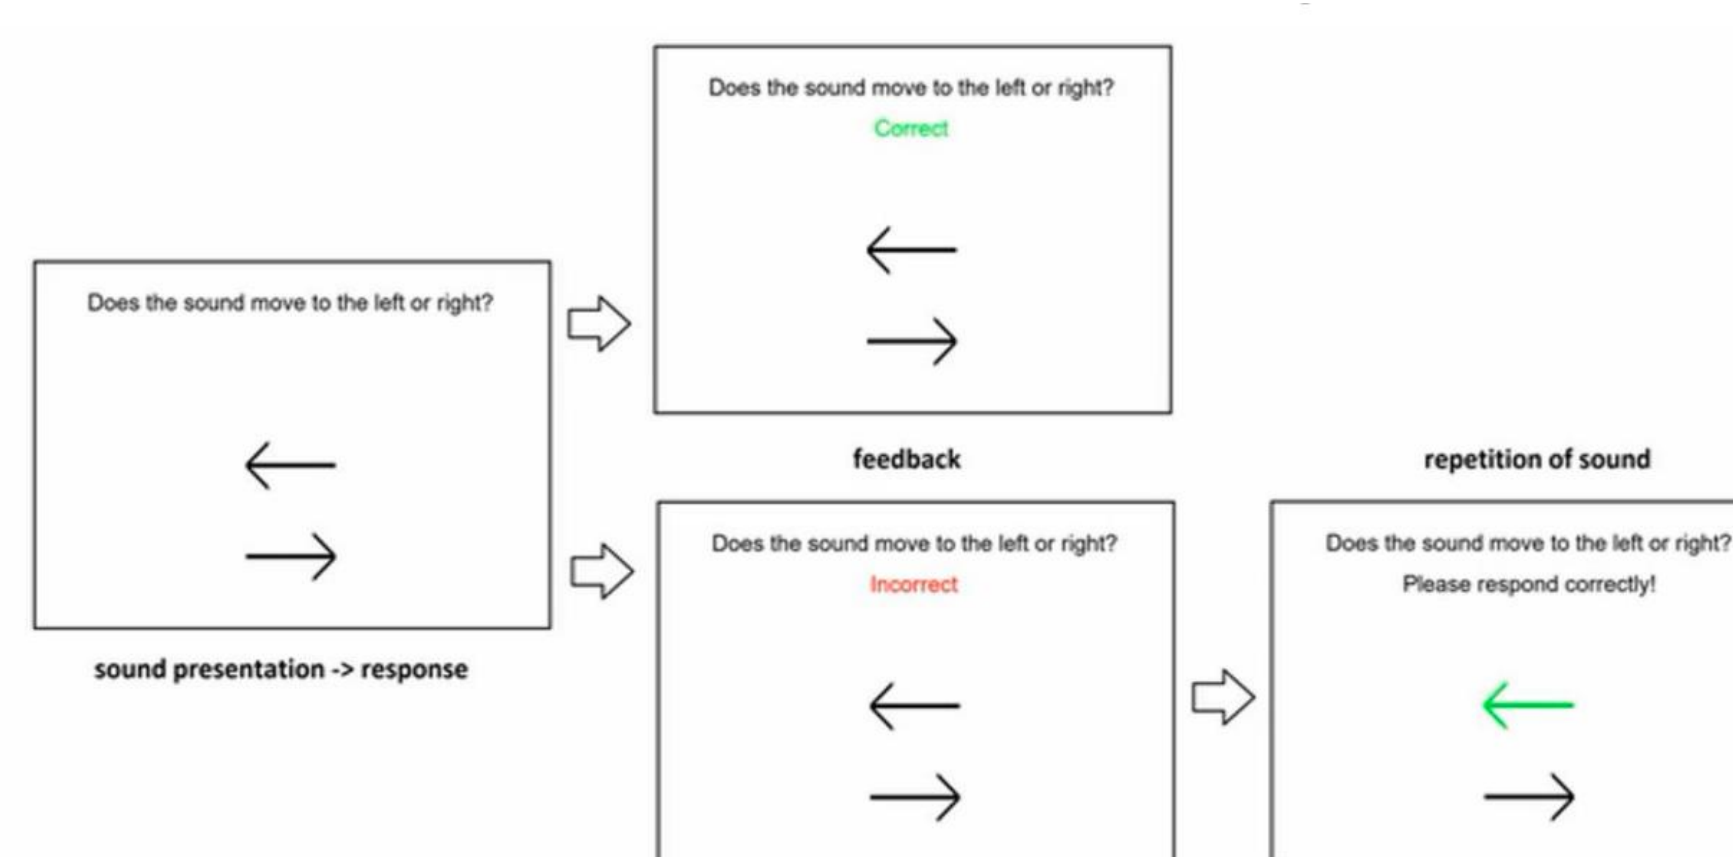 Does the sound move to the left or right?
Correct
Does the sound move to the left or right?
sound presentation -> response
feedback
repetition of sound
Does the sound move to the left or right?
Incorrect
Does the sound move to the left or right?
Please respond correctly!